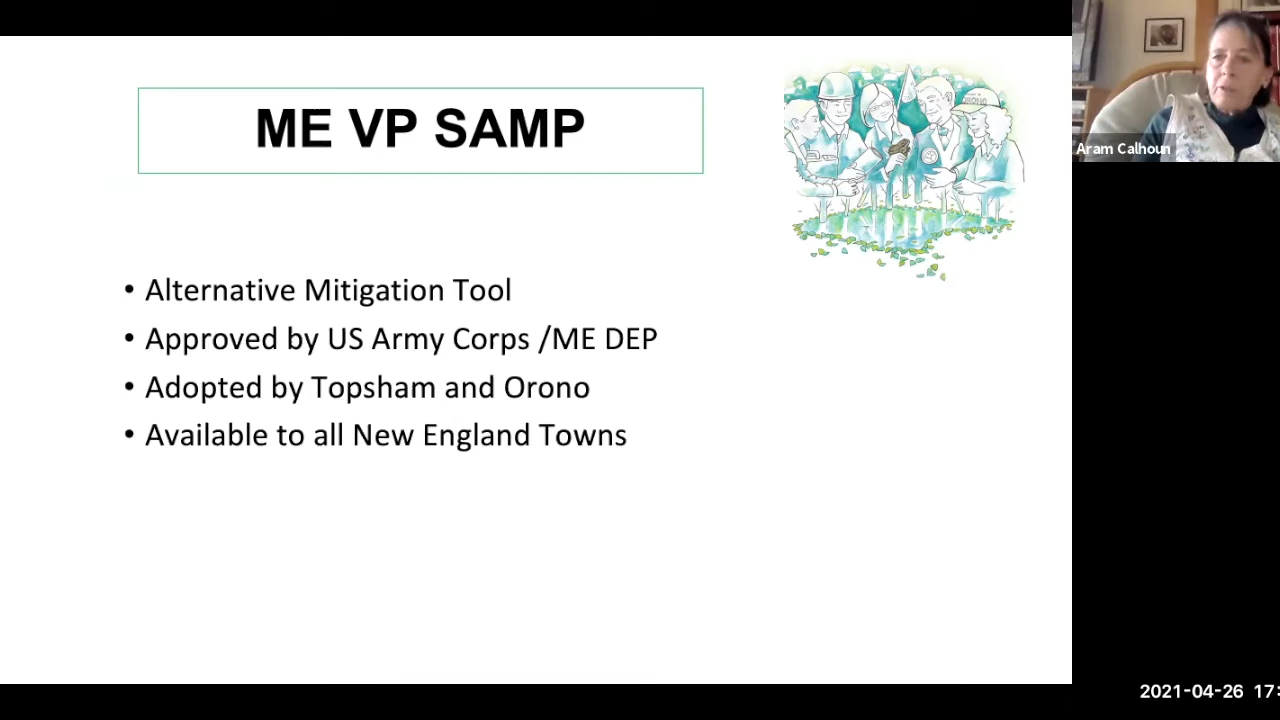 ME VP SAMP
• Alternative Mitigation Tool
• Approved by US Army Corps /ME DEP
• Adopted by Topsham and Orono
• Available to all New England Towns
Aram Calhoun
2021-04-26 17: